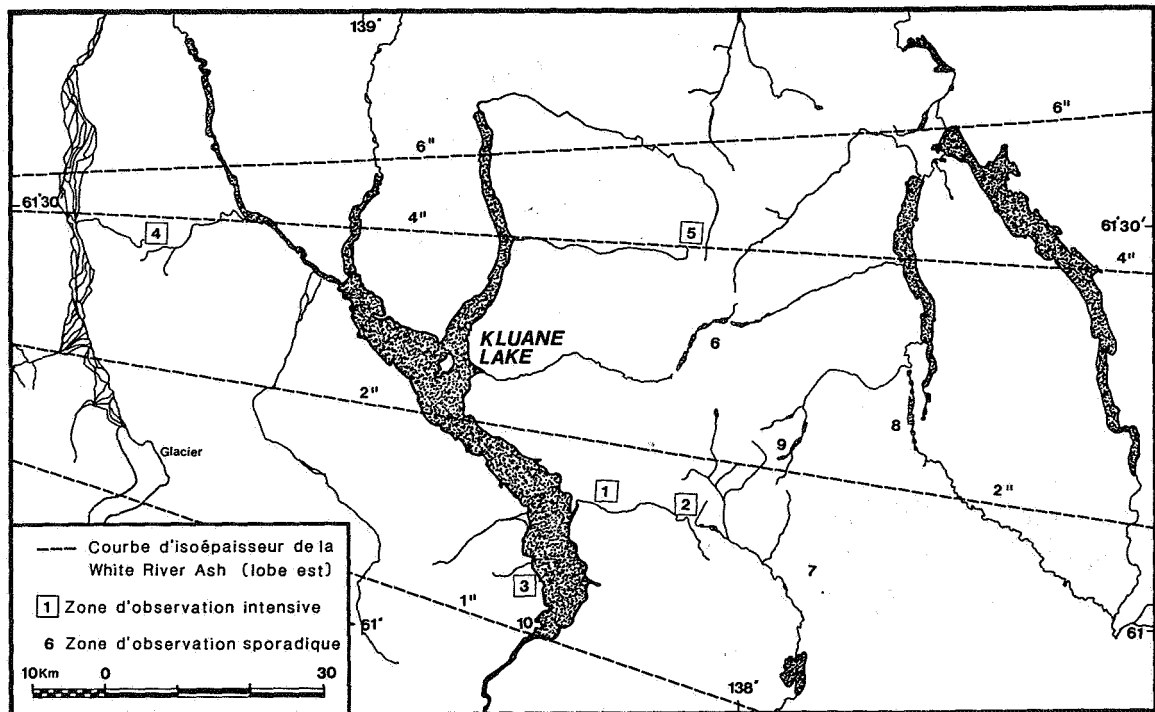 139°
6"
6"
61°30
4"
61°30'
4"
4
5
KLUANE
LAKE
6
2"
8
9
Glacier
2"
1
2
7
3
1"
10
61°
61
138°
Courbe d'isoépaisseur de la
White River Ash (lobe est)
1 Zone d'observation intensive
6 Zone d'observation sporadique
10Km 0 30